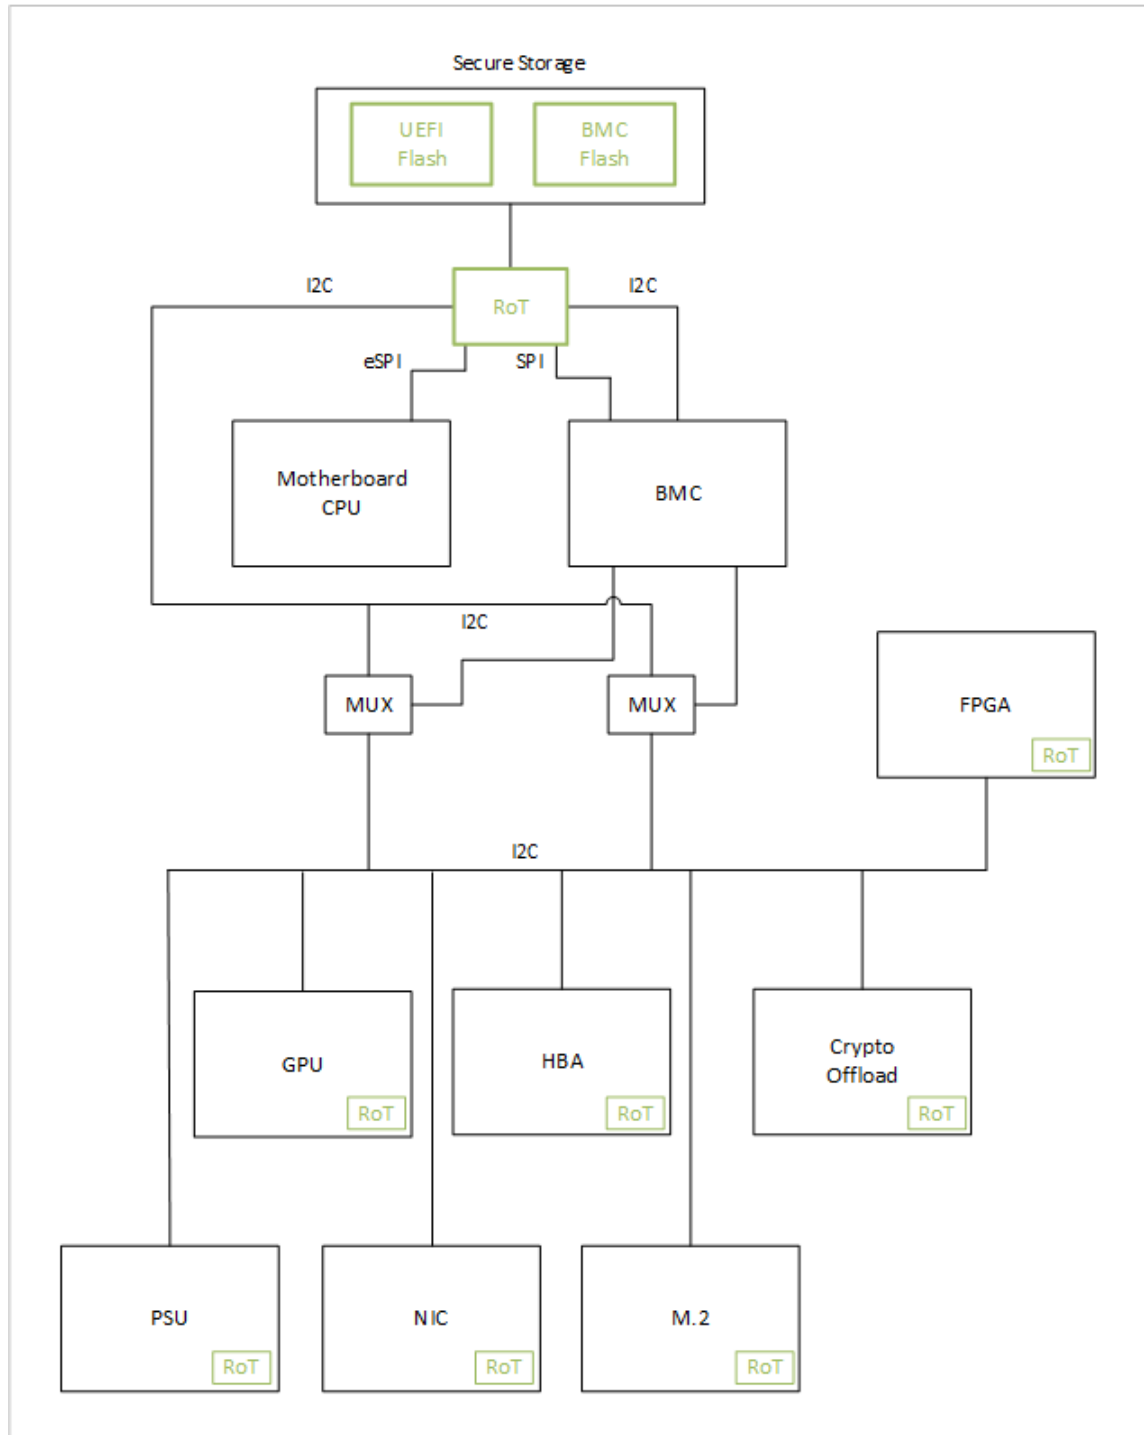 Secure Storage
UEFI
Flash
BMC
Flash
I2C
I2C
RoT
eSPI
SPI
Motherboard
CPU
BMC
I2C
MUX
MUX
FPGA
RoT
I2C
GPU
RoT
HBA
RoT
Crypto
Offload
RoT
PSU
RoT
NIC
RoT
M.2
RoT